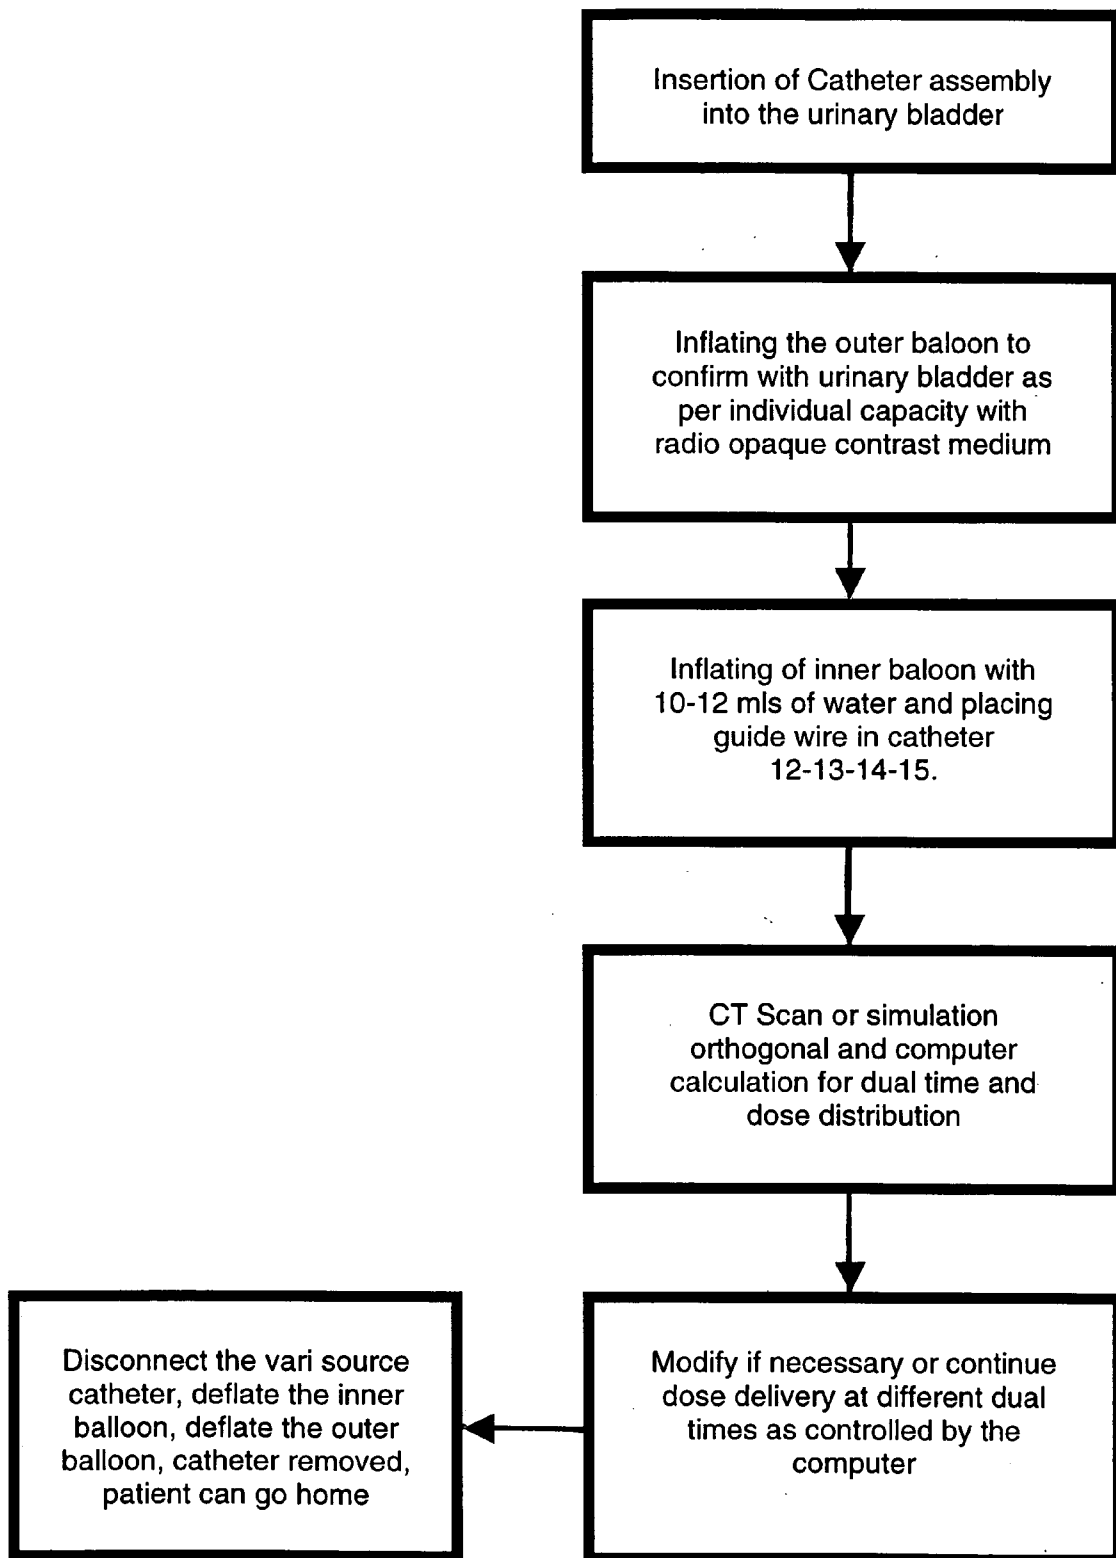 Insertion of Catheter assembly
into the urinary bladder
Inflating the outer baloon to
confirm with urinary bladder as
per individual capacity with
radio opaque contrast medium
Inflating of inner baloon with
10-12 mls of water and placing
guide wire in catheter
12-13-14-15.
CT Scan or simulation
orthogonal and computer
calculation for dual time and
dose distribution
Modify if necessary or continue
dose delivery at different dual
times as controlled by the
computer
Disconnect the vari source
catheter, deflate the inner
balloon, deflate the outer
balloon, catheter removed,
patient can go home